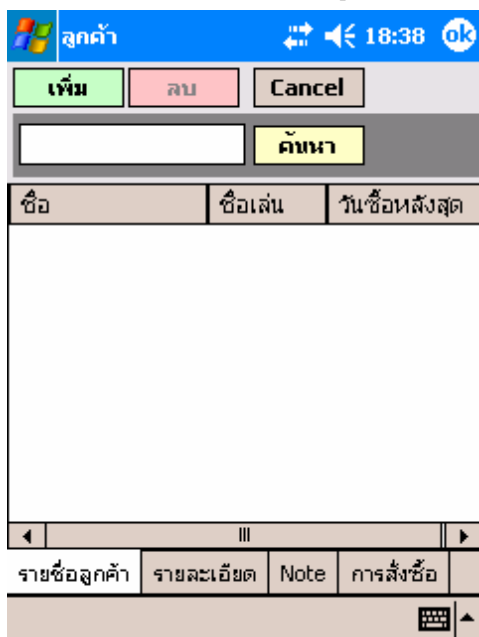 ลูกค้า 18:38 ok
เพิ่ม ลบ Cancel
ค้นหา
ชื่อ ชื่อเล่น วันซื้อหลังสุด
รายชื่อลูกค้า รายละเอียด Note การสั่งซื้อ